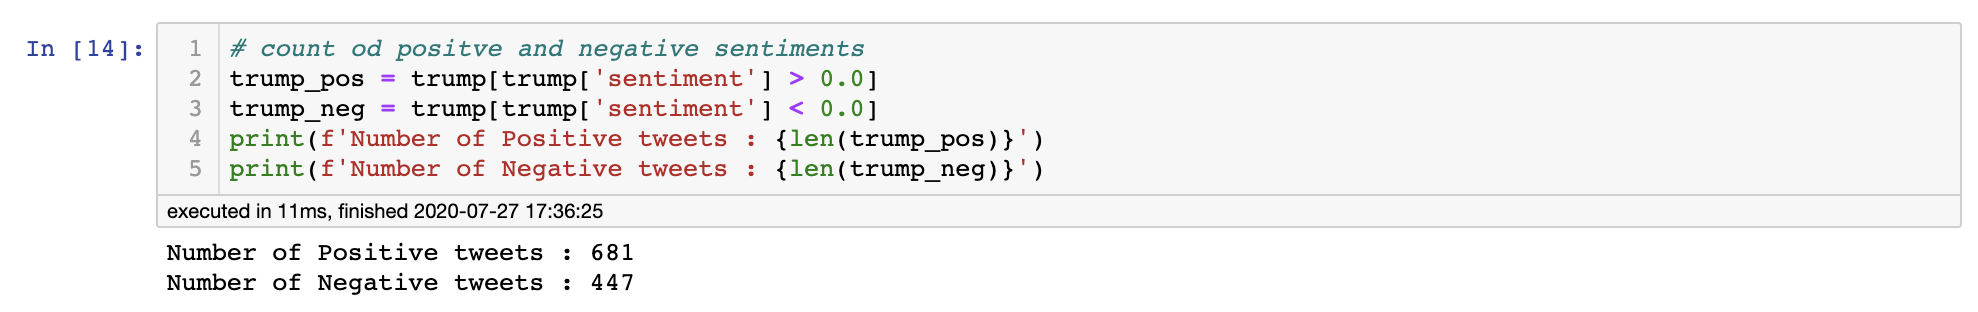 In [14]:
1 # count od positve and negative sentiments
2 trump_pos = trump[trump['sentiment'] > 0.0]
3 trump_neg = trump[trump['sentiment'] < 0.0]
4 print(f'Number of Positive tweets : {len(trump_pos)}')
5 print(f'Number of Negative tweets : {len(trump_neg)}')
executed in 11ms, finished 2020-07-27 17:36:25
Number of Positive tweets : 681
Number of Negative tweets : 447